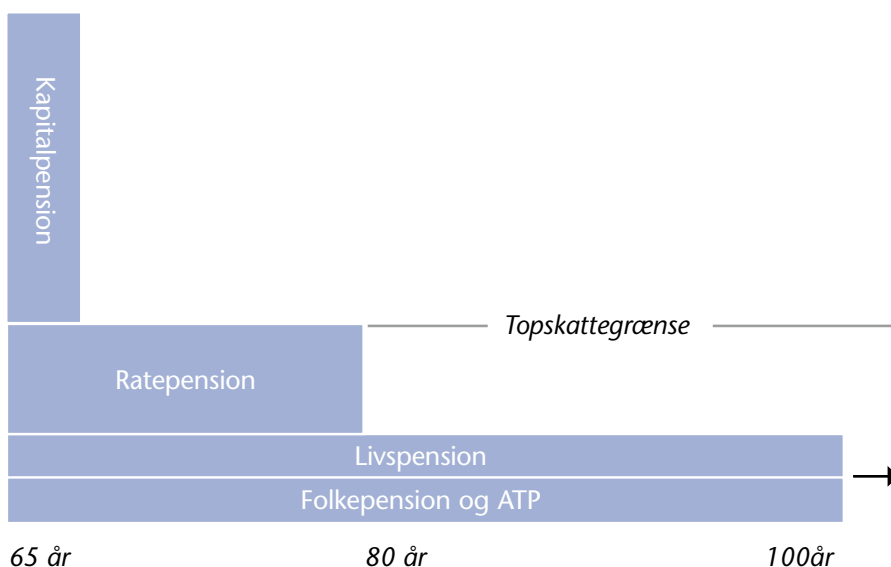 Kapitalpension
Topskattegrænse
Ratepension
Livspension
Folkepension og ATP
65 år
80 år
100år